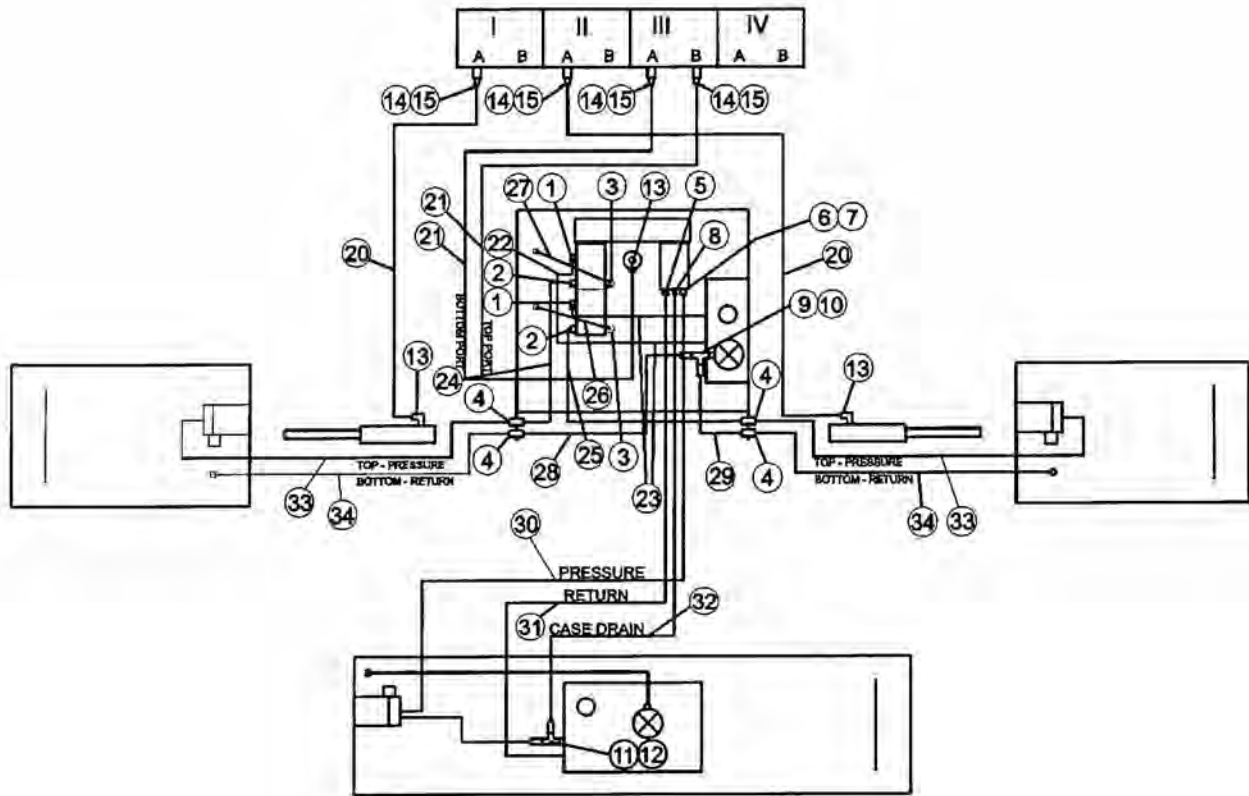 I II III IV
A B A B A B A B
14 15 14 15 14 15 14 15
27 1 3 13 5 6 7
21 8
21 22
20 2 20
1 9 10
BOTTOM PORT
TOP PORT
2
24 26
13 4 4 13
4 28 25 3 23 29 4
TOP - PRESSURE
BOTTOM - RETURN
TOP - PRESSURE
BOTTOM - RETURN
33 34 34 33
30
PRESSURE
RETURN
31 CASE DRAIN 32
11 12